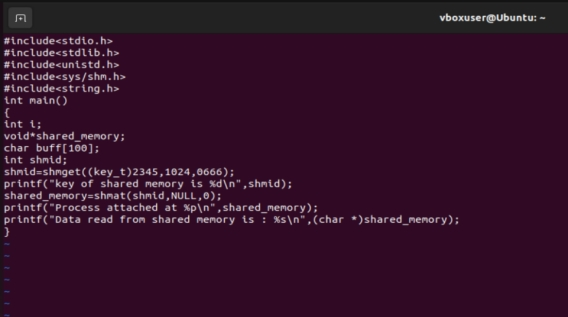 vboxuser@Ubuntu: ~
#include<stdio.h>
#include<stdlib.h>
#include<unistd.h>
#include<sys/shm.h>
#include<string.h>
int main()
{
int i;
void*shared_memory;
char buff[100];
int shmid;
shmid=shmget((key_t)2345,1024,0666);
printf("key of shared memory is %d\n",shmid);
shared_memory=shmat(shmid,NULL,0);
printf("Process attached at %p\n",shared_memory);
printf("Data read from shared memory is : %s\n",(char *)shared_memory);
}
~
~
~
~
~
~
~